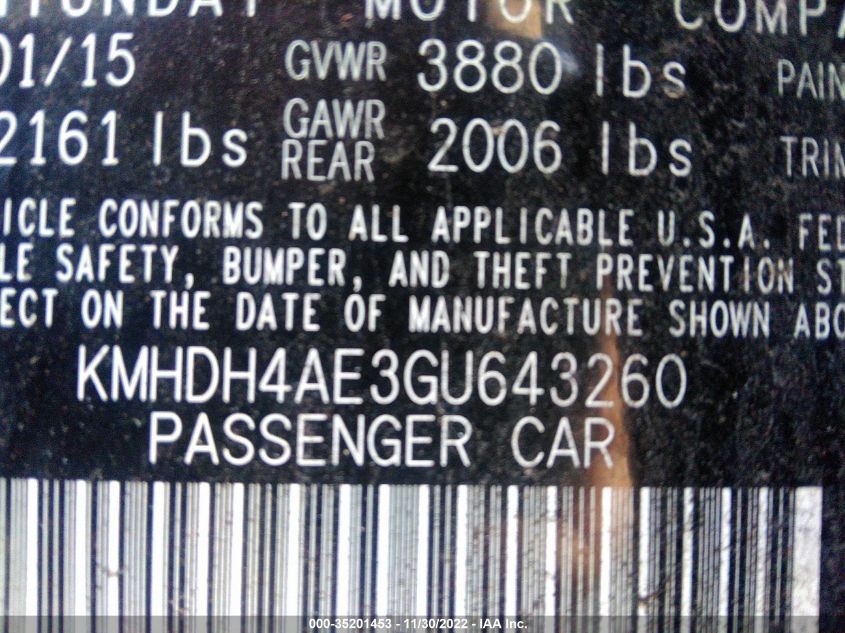 HYUNDAI MOTOR COMPA
01/15 GVWR 3880 lbs PAIN
2161 lbs GAWR REAR 2006 lbs TRIM
ICLE CONFORMS TO ALL APPLICABLE U.S.A. FED
LE SAFETY, BUMPER, AND THEFT PREVENTION ST
ECT ON THE DATE OF MANUFACTURE SHOWN ABO
KMHDH4AE3GU643260
PASSENGER CAR
000-35201453 - 11/30/2022 - IAA Inc.